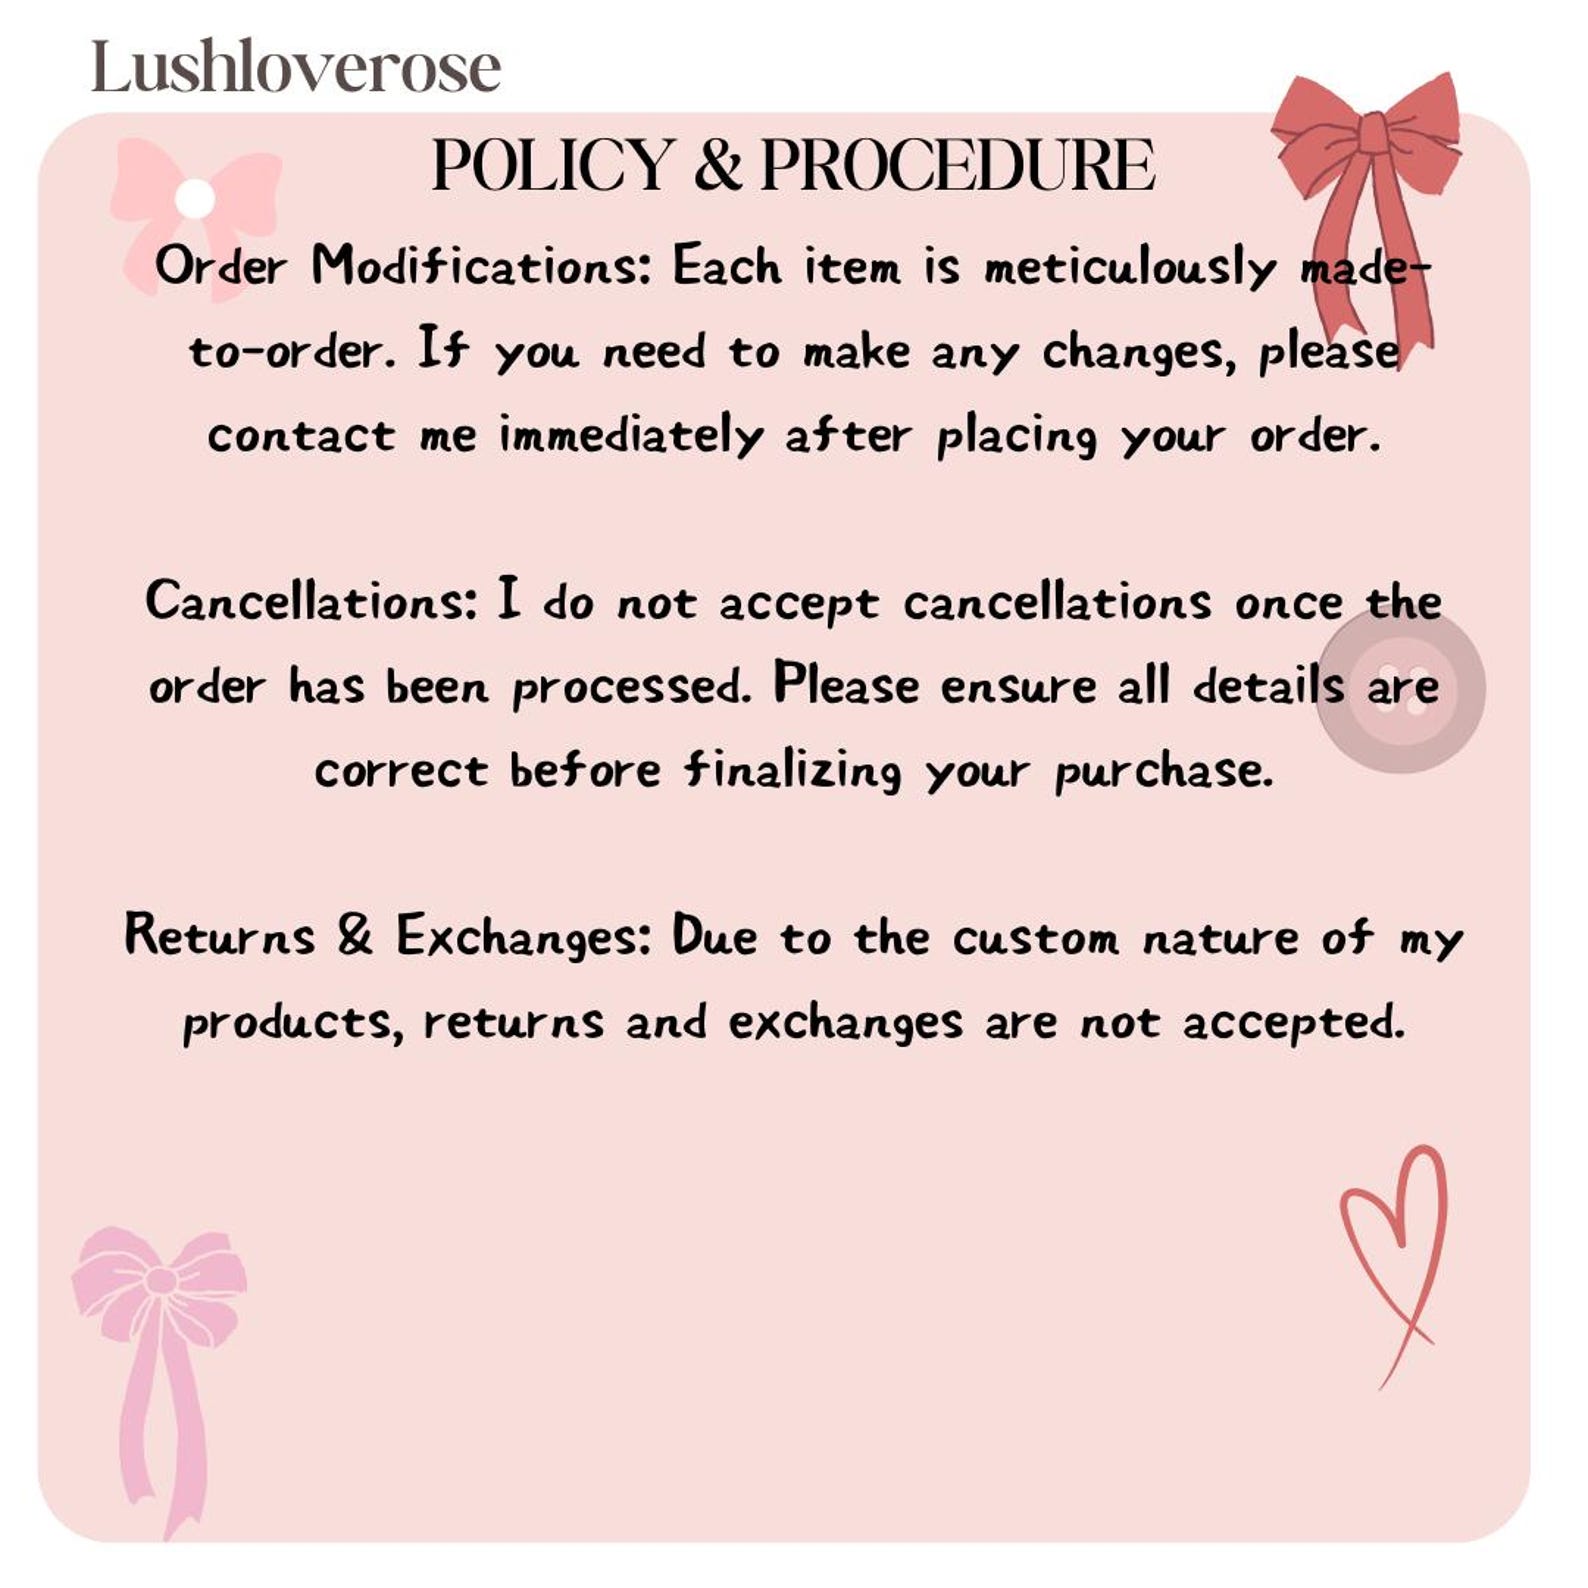 Lushloverose
POLICY & PROCEDURE
Order Modifications: Each item is meticulously made-
to-order. If you need to make any changes, please
contact me immediately after placing your order.
Cancellations: I do not accept cancellations once the
order has been processed. Please ensure all details are
correct before finalizing your purchase.
Returns & Exchanges: Due to the custom nature of my
products, returns and exchanges are not accepted.